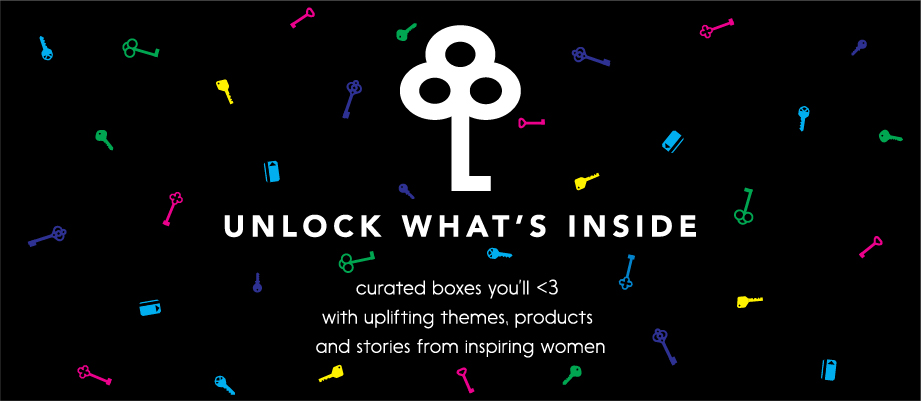 UNLOCK WHAT'S INSIDE
curated boxes you'll <3
with uplifting themes, products
and stories from inspiring women